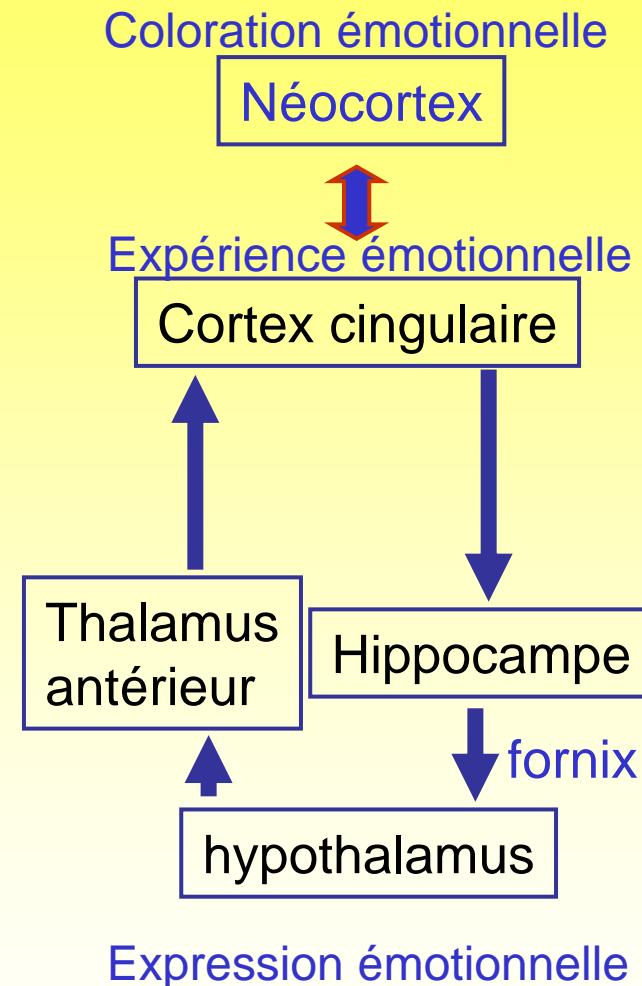 Coloration émotionnelle
Néocortex
Expérience émotionnelle
Cortex cingulaire
Thalamus
antérieur
Hippocampe
fornix
hypothalamus
Expression émotionnelle